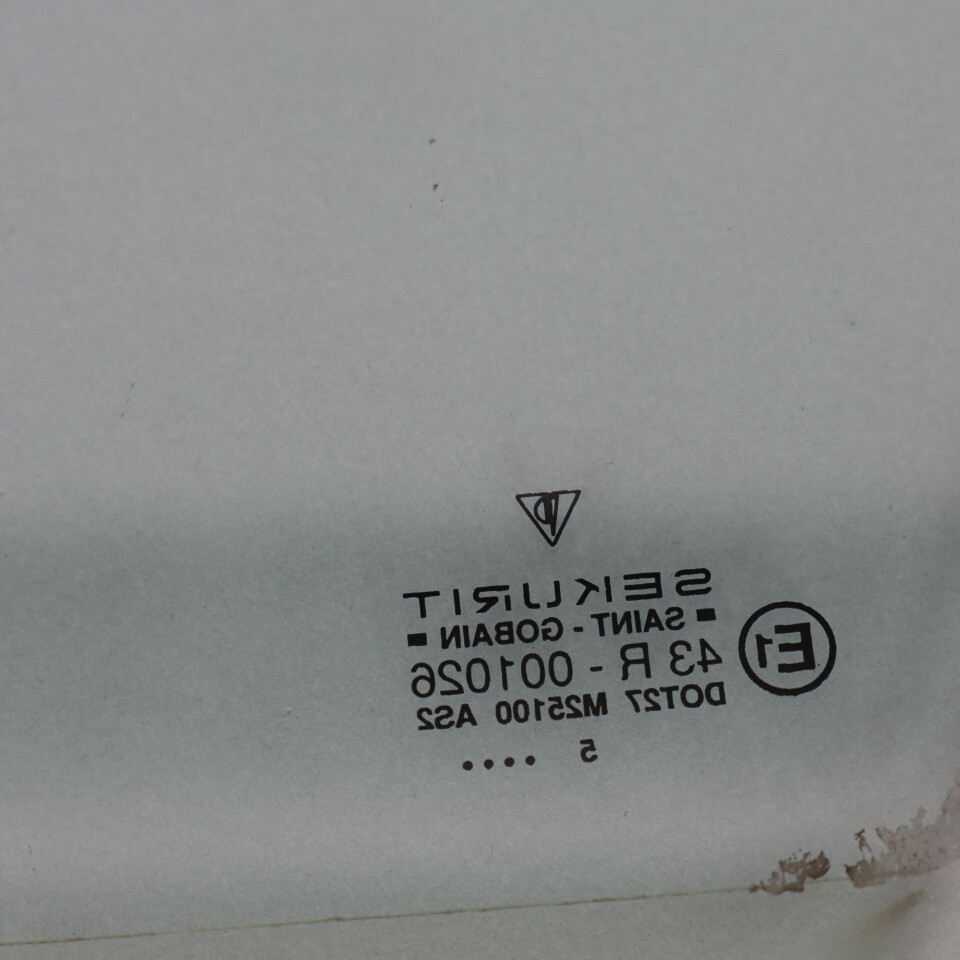 SEKURIT
SAINT - GOBAIN
E1
43 R - 001026
DOT27 M25100 AS2
5 ....